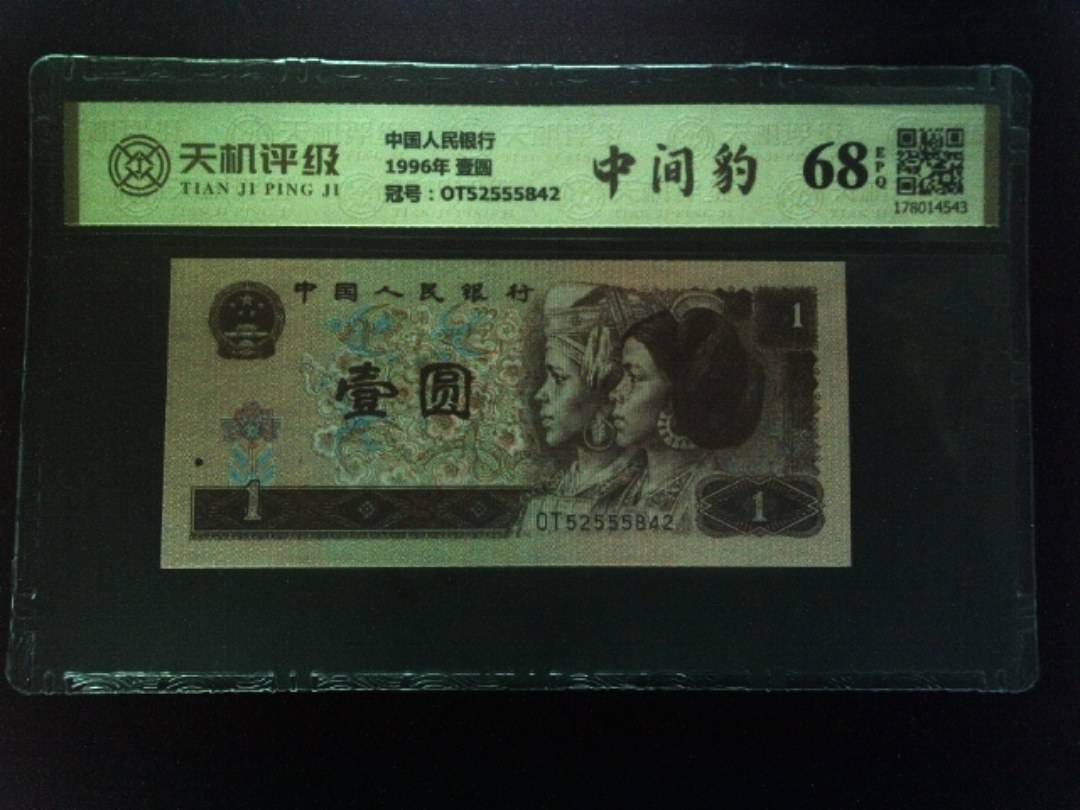 天机评级
TIAN JI PING JI
中国人民银行
1996年 壹圆
冠号：OT52555842
中间豹
68
EPQ
178014543
中国人民银行
1
壹圆
1
OT52555842
1